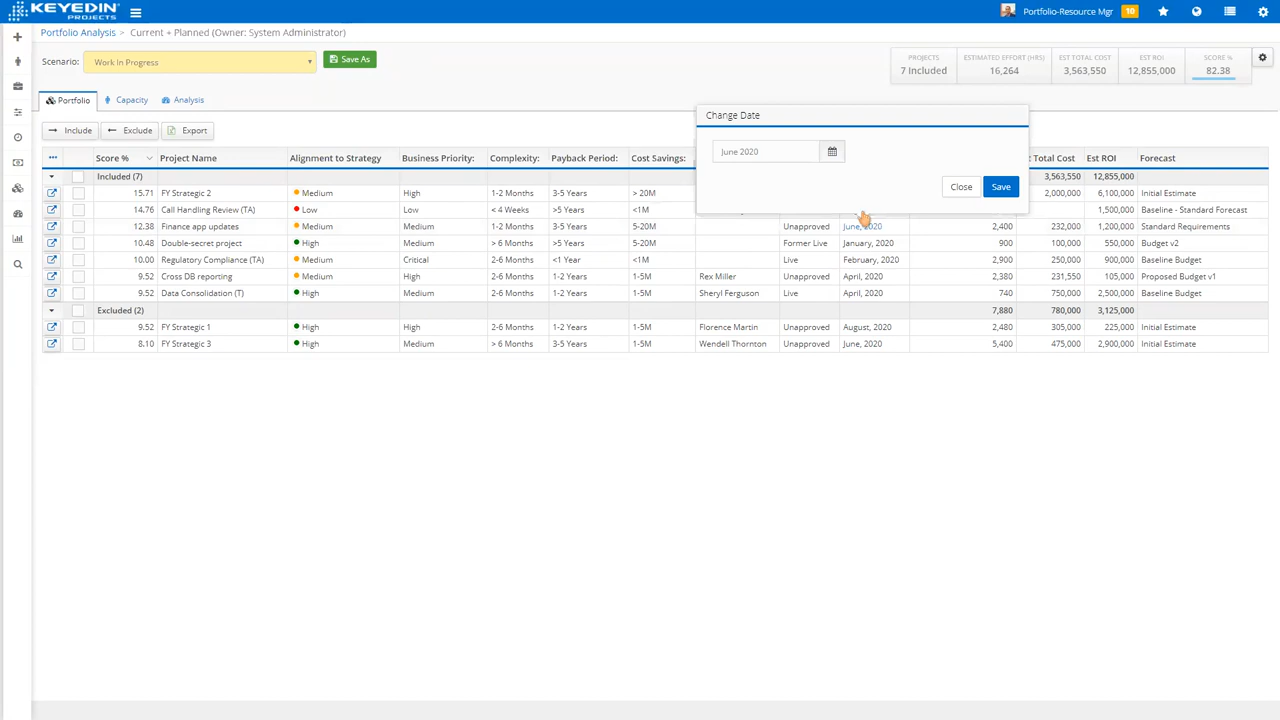 KEYEDIN PROJECTS Portfolio-Resource Mgr 10
Portfolio Analysis > Current + Planned (Owner: System Administrator)
Scenario: Work In Progress Save As
PROJECTS ESTIMATED EFFORT (HRS) EST TOTAL COST EST ROI SCORE %
7 Included 16,264 3,563,550 12,855,000 82.38
Portfolio Capacity Analysis
Change Date
Include Exclude Export
June 2020
Close Save
Score % Project Name Alignment to Strategy Business Priority: Complexity: Payback Period: Cost Savings: Total Cost Est ROI Forecast
Included (7) 3,563,550 12,855,000
15.71 FY Strategic 2 Medium High 1-2 Months 3-5 Years > 20M 2,000,000 6,100,000 Initial Estimate
14.76 Call Handling Review (TA) Low Low < 4 Weeks >5 Years <1M 1,500,000 Baseline - Standard Forecast
12.38 Finance app updates Medium Medium 1-2 Months 3-5 Years 5-20M Unapproved June, 2020 2,400 232,000 1,200,000 Standard Requirements
10.48 Double-secret project High Medium > 6 Months >5 Years 5-20M Former Live January, 2020 900 100,000 550,000 Budget v2
10.00 Regulatory Compliance (TA) Medium Critical 2-6 Months <1 Year <1M Live February, 2020 2,900 250,000 900,000 Baseline Budget
9.52 Cross DB reporting Medium High 2-6 Months 1-2 Years 1-5M Rex Miller Unapproved April, 2020 2,380 231,550 105,000 Proposed Budget v1
9.52 Data Consolidation (T) High Medium 2-6 Months 1-2 Years 1-5M Sheryl Ferguson Live April, 2020 740 750,000 2,500,000 Baseline Budget
Excluded (2) 7,880 780,000 3,125,000
9.52 FY Strategic 1 High High 2-6 Months 1-2 Years 1-5M Florence Martin Unapproved August, 2020 2,480 305,000 225,000 Initial Estimate
8.10 FY Strategic 3 High Medium > 6 Months 3-5 Years 1-5M Wendell Thornton Unapproved June, 2020 5,400 475,000 2,900,000 Initial Estimate